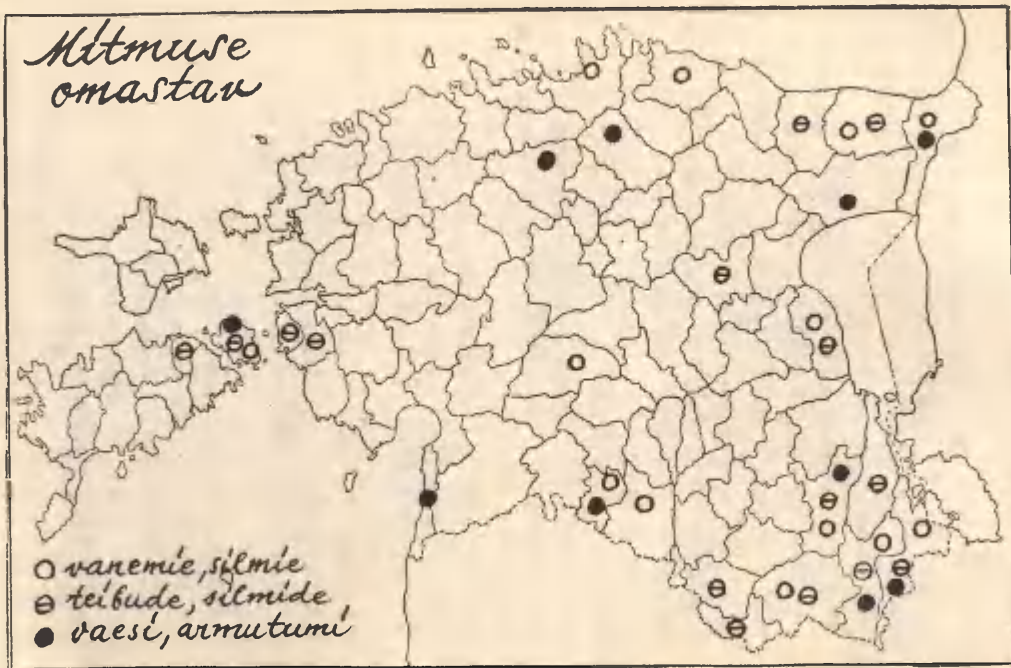 Mitmuse
omastav
vanemie, silmie
teibude, silmide
vaesi, armutumi